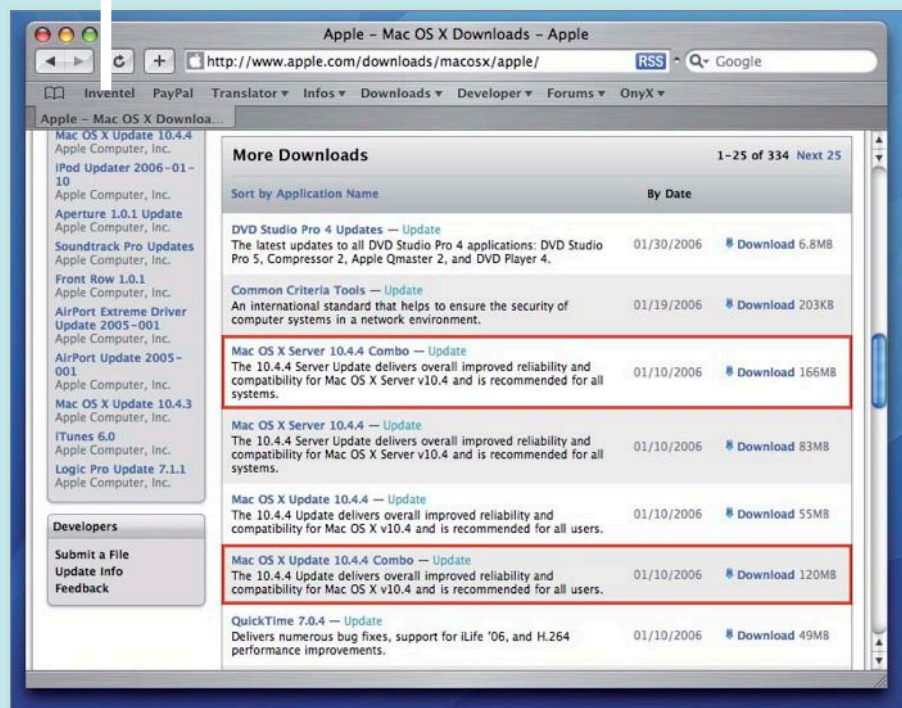 Apple – Mac OS X Downloads – Apple
http://www.apple.com/downloads/macosx/apple/ RSS Google
Inventel PayPal Translator Infos Downloads Developer Forums OnyX
Apple – Mac OS X Downloa...
Mac OS X Update 10.4.4
Apple Computer, Inc.
iPod Updater 2006-01-
10
Apple Computer, Inc.
Aperture 1.0.1 Update
Apple Computer, Inc.
Soundtrack Pro Updates
Apple Computer, Inc.
Front Row 1.0.1
Apple Computer, Inc.
AirPort Extreme Driver
Update 2005-001
Apple Computer, Inc.
AirPort Update 2005-
001
Apple Computer, Inc.
Mac OS X Update 10.4.3
Apple Computer, Inc.
iTunes 6.0
Apple Computer, Inc.
Logic Pro Update 7.1.1
Apple Computer, Inc.
Developers
Submit a File
Update Info
Feedback
More Downloads 1-25 of 334 Next 25
Sort by Application Name By Date
DVD Studio Pro 4 Updates — Update
The latest updates to all DVD Studio Pro 4 applications: DVD Studio
Pro 5, Compressor 2, Apple Qmaster 2, and DVD Player 4.
01/30/2006 Download 6.8MB
Common Criteria Tools — Update
An international standard that helps to ensure the security of
computer systems in a network environment.
01/19/2006 Download 203KB
Mac OS X Server 10.4.4 Combo — Update
The 10.4.4 Server Update delivers overall improved reliability and
compatibility for Mac OS X Server v10.4 and is recommended for all
systems.
01/10/2006 Download 166MB
Mac OS X Server 10.4.4 — Update
The 10.4.4 Server Update delivers overall improved reliability and
compatibility for Mac OS X Server v10.4 and is recommended for all
systems.
01/10/2006 Download 83MB
Mac OS X Update 10.4.4 — Update
The 10.4.4 Update delivers overall improved reliability and
compatibility for Mac OS X v10.4 and is recommended for all users.
01/10/2006 Download 55MB
Mac OS X Update 10.4.4 Combo — Update
The 10.4.4 Update delivers overall improved reliability and
compatibility for Mac OS X v10.4 and is recommended for all users.
01/10/2006 Download 120MB
QuickTime 7.0.4 — Update
Delivers numerous bug fixes, support for iLife '06, and H.264
performance improvements.
01/10/2006 Download 49MB